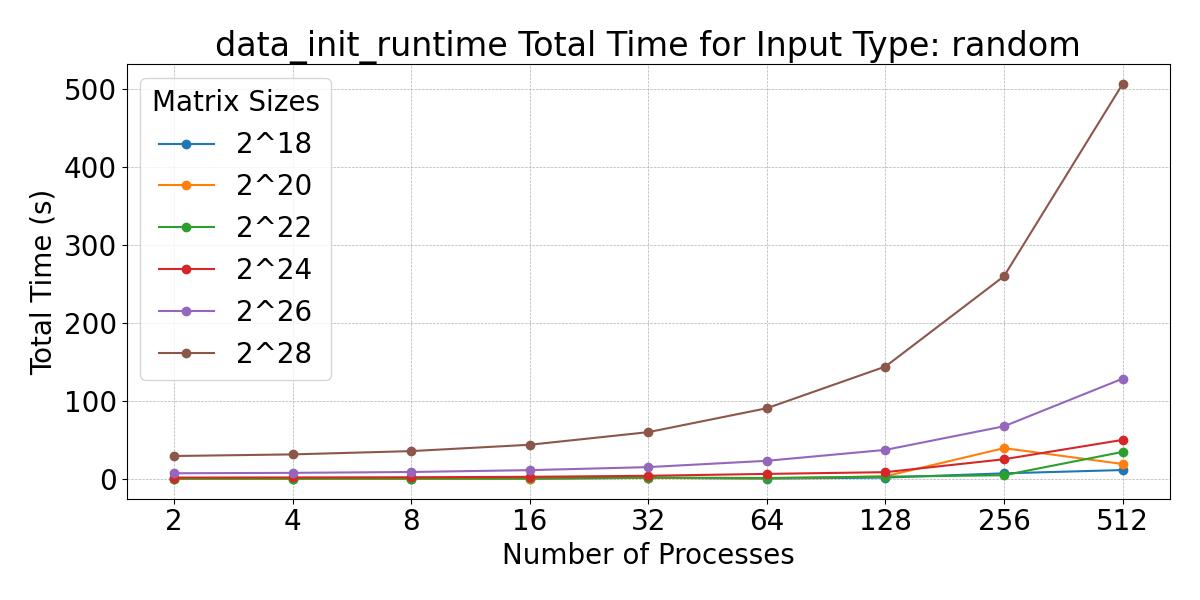 data_init_runtime Total Time for Input Type: random
Total Time (s)
500
400
300
200
100
0
Matrix Sizes
2^18
2^20
2^22
2^24
2^26
2^28
2 4 8 16 32 64 128 256 512
Number of Processes